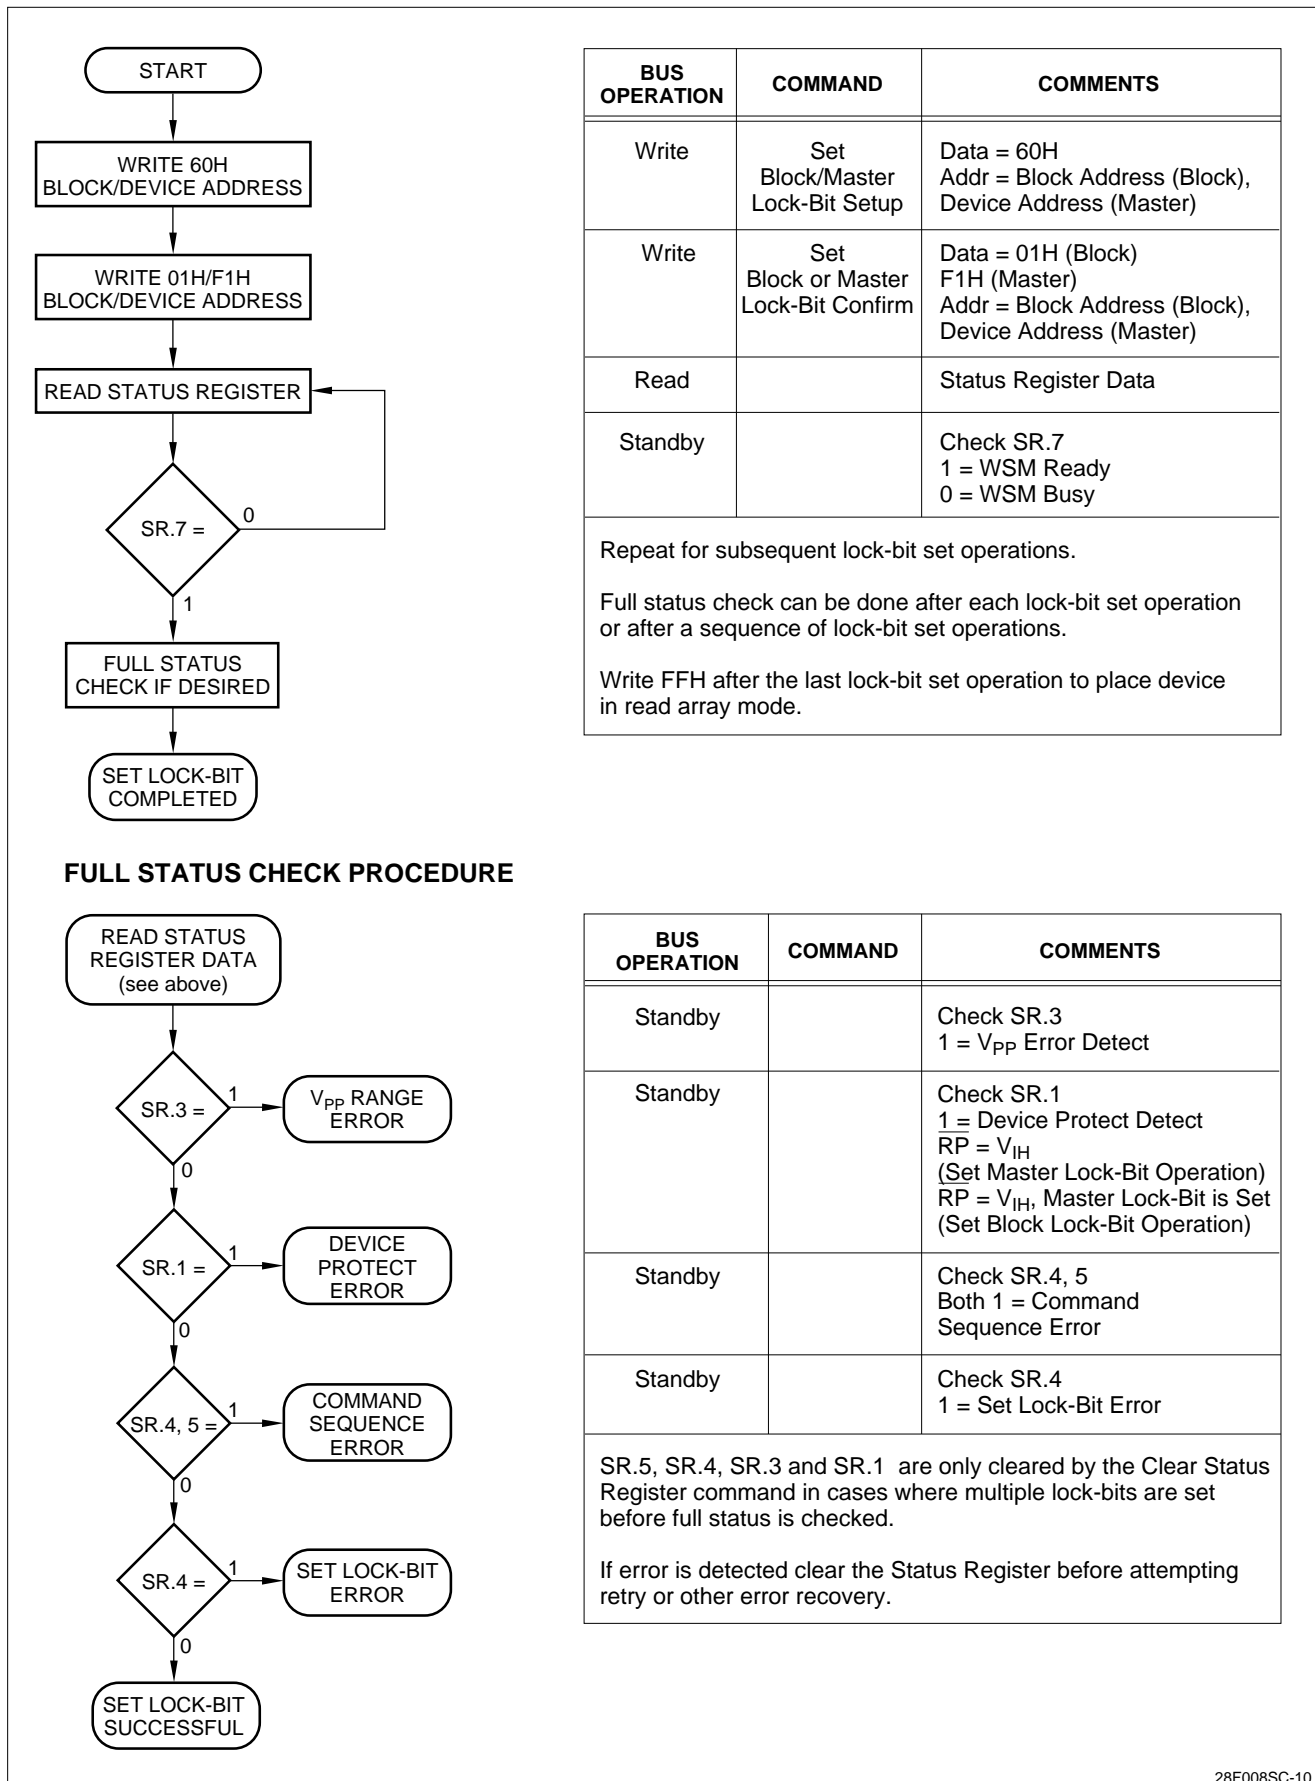 START
WRITE 60H
BLOCK/DEVICE ADDRESS
WRITE 01H/F1H
BLOCK/DEVICE ADDRESS
READ STATUS REGISTER
SR.7 =
0
1
FULL STATUS
CHECK IF DESIRED
SET LOCK-BIT
COMPLETED
BUS
OPERATION
COMMAND
COMMENTS
Write
Set
Block/Master
Lock-Bit Setup
Data = 60H
Addr = Block Address (Block),
Device Address (Master)
Write
Set
Block or Master
Lock-Bit Confirm
Data = 01H (Block)
F1H (Master)
Addr = Block Address (Block),
Device Address (Master)
Read
Status Register Data
Standby
Check SR.7
1 = WSM Ready
0 = WSM Busy
Repeat for subsequent lock-bit set operations.
Full status check can be done after each lock-bit set operation
or after a sequence of lock-bit set operations.
Write FFH after the last lock-bit set operation to place device
in read array mode.
FULL STATUS CHECK PROCEDURE
READ STATUS
REGISTER DATA
(see above)
SR.3 =
1
VPP RANGE
ERROR
0
SR.1 =
1
DEVICE
PROTECT
ERROR
0
SR.4, 5 =
1
COMMAND
SEQUENCE
ERROR
0
SR.4 =
1
SET LOCK-BIT
ERROR
0
SET LOCK-BIT
SUCCESSFUL
BUS
OPERATION
COMMAND
COMMENTS
Standby
Check SR.3
1 = VPP Error Detect
Standby
Check SR.1
1 = Device Protect Detect
R̅P̅ = VIH
(Set Master Lock-Bit Operation)
R̅P̅ = VIH, Master Lock-Bit is Set
(Set Block Lock-Bit Operation)
Standby
Check SR.4, 5
Both 1 = Command
Sequence Error
Standby
Check SR.4
1 = Set Lock-Bit Error
SR.5, SR.4, SR.3 and SR.1 are only cleared by the Clear Status
Register command in cases where multiple lock-bits are set
before full status is checked.
If error is detected clear the Status Register before attempting
retry or other error recovery.
28F008SC-10